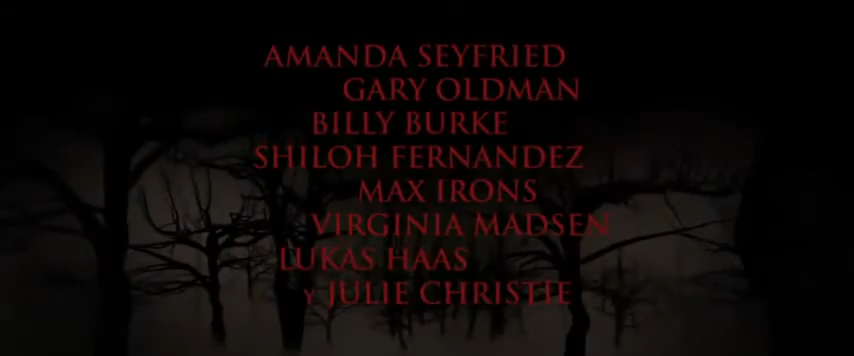 AMANDA SEYFRIED
GARY OLDMAN
BILLY BURKE
SHILOH FERNANDEZ
MAX IRONS
VIRGINIA MADSEN
LUKAS HAAS
Y JULIE CHRISTIE